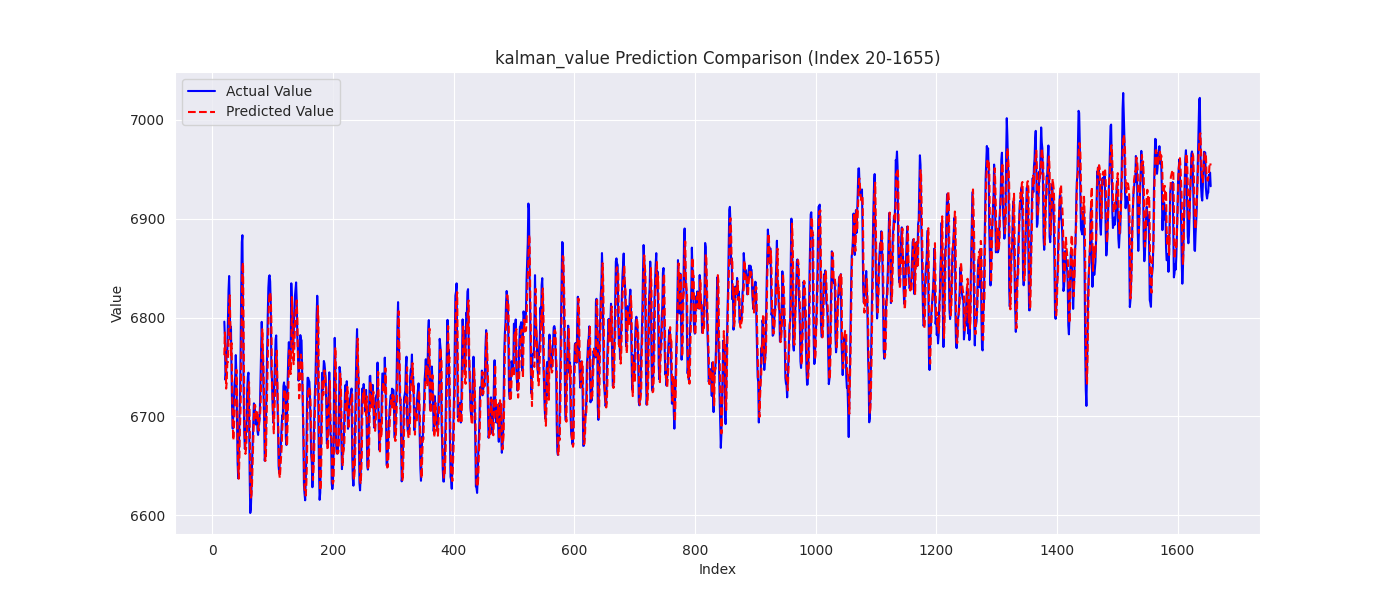 kalman_value Prediction Comparison (Index 20-1655)
Actual Value
Predicted Value
7000
6900
6800
6700
6600
Value
0 200 400 600 800 1000 1200 1400 1600
Index